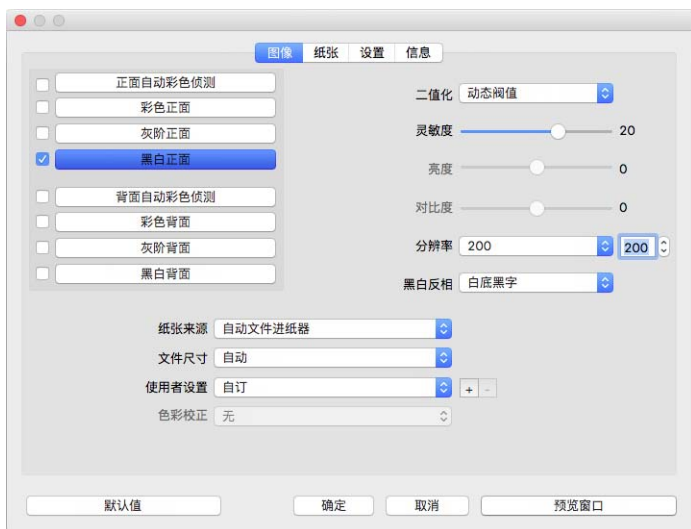 图像 纸张 设置 信息
正面自动彩色侦测
彩色正面
灰阶正面
黑白正面
背面自动彩色侦测
彩色背面
灰阶背面
黑白背面
二值化 动态阀值
灵敏度 20
亮度 0
对比度 0
分辨率 200 200
黑白反相 白底黑字
纸张来源 自动文件进纸器
文件尺寸 自动
使用者设置 自订 + -
色彩校正 无
默认值 确定 取消 预览窗口